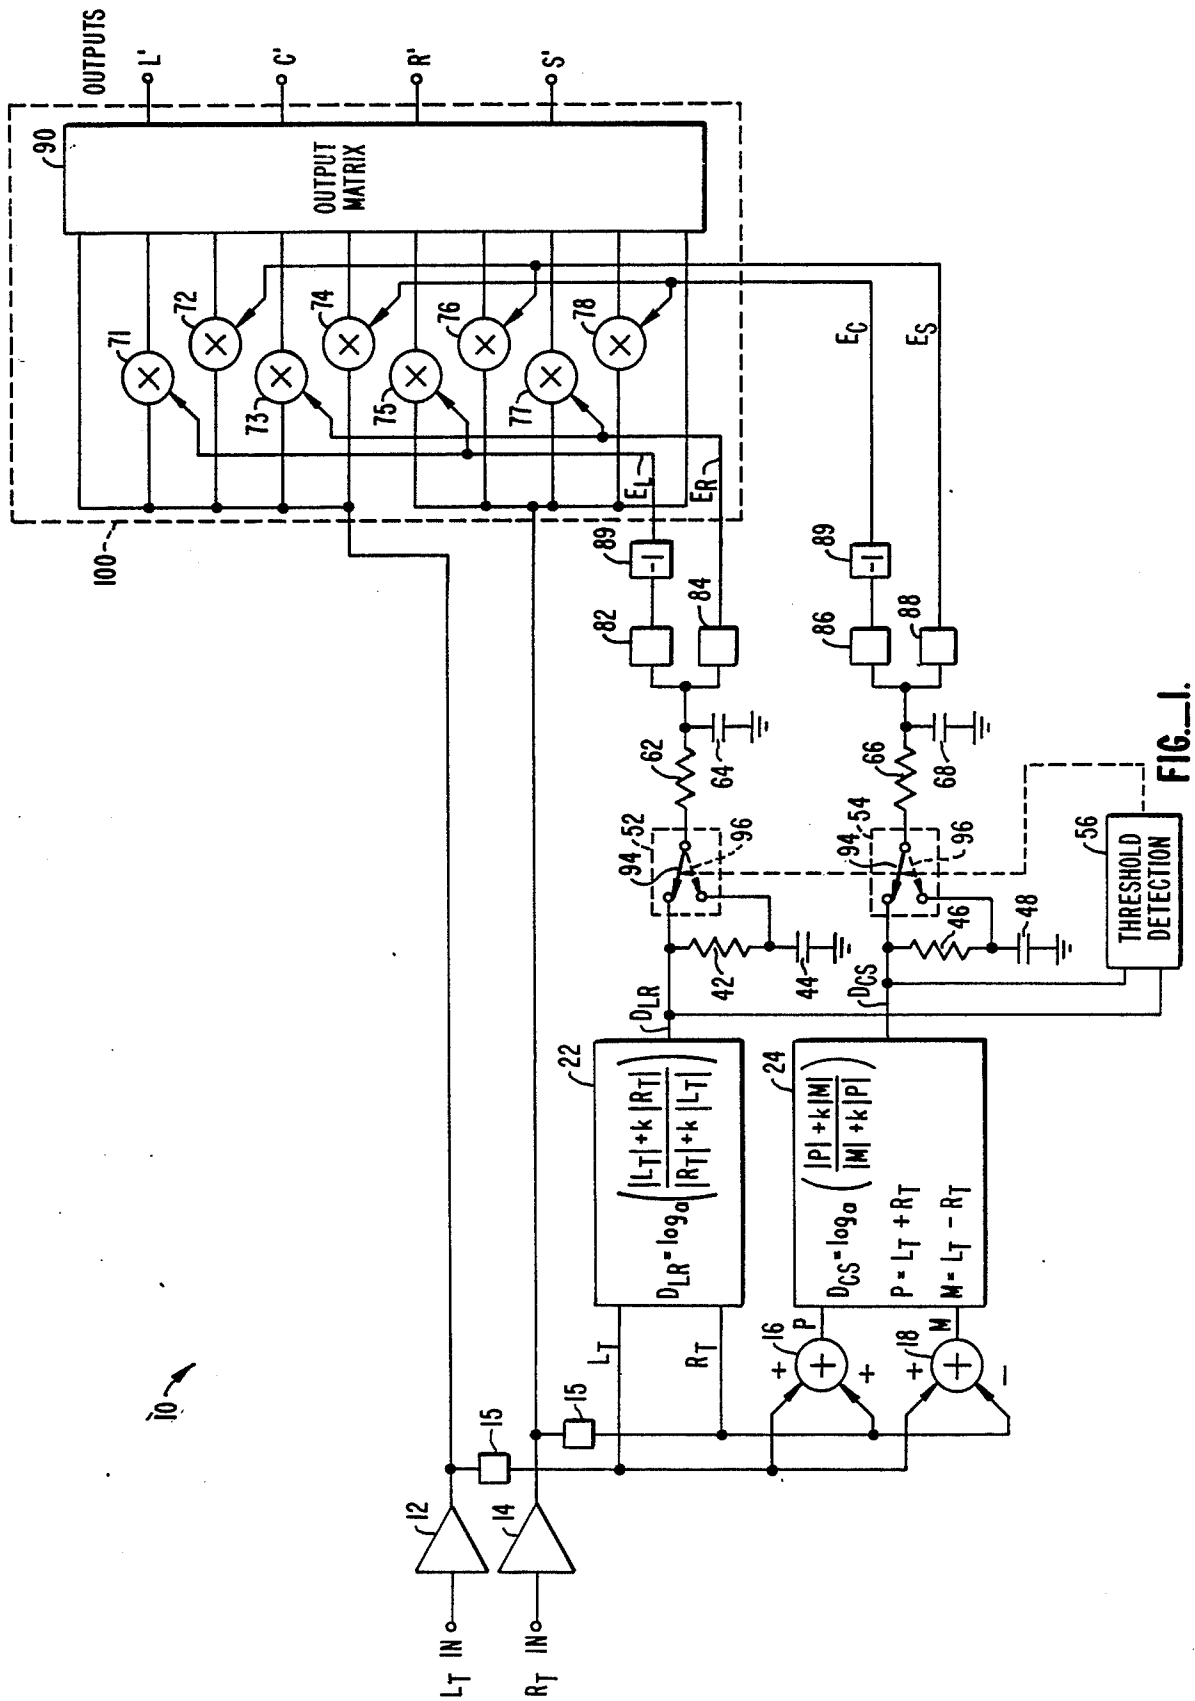 10
L_T IN
R_T IN
12
14
15
15
L_T
R_T
16
P
+
+
+
18
M
+
+
−
22
D_LR = log_a (|L_T| + k |R_T| / |R_T| + k |L_T|)
24
D_CS = log_a (|P| + k |M| / |M| + k |P|)
P = L_T + R_T
M = L_T - R_T
D_LR
D_CS
42
44
46
48
52
94
96
54
94
96
56
THRESHOLD
DETECTION
62
64
66
68
82
84
86
88
89
-1
89
-1
E_L
E_R
E_C
E_S
100
71
72
73
74
75
76
77
78
90
OUTPUT
MATRIX
OUTPUTS
L'
C'
R'
S'
FIG._1.